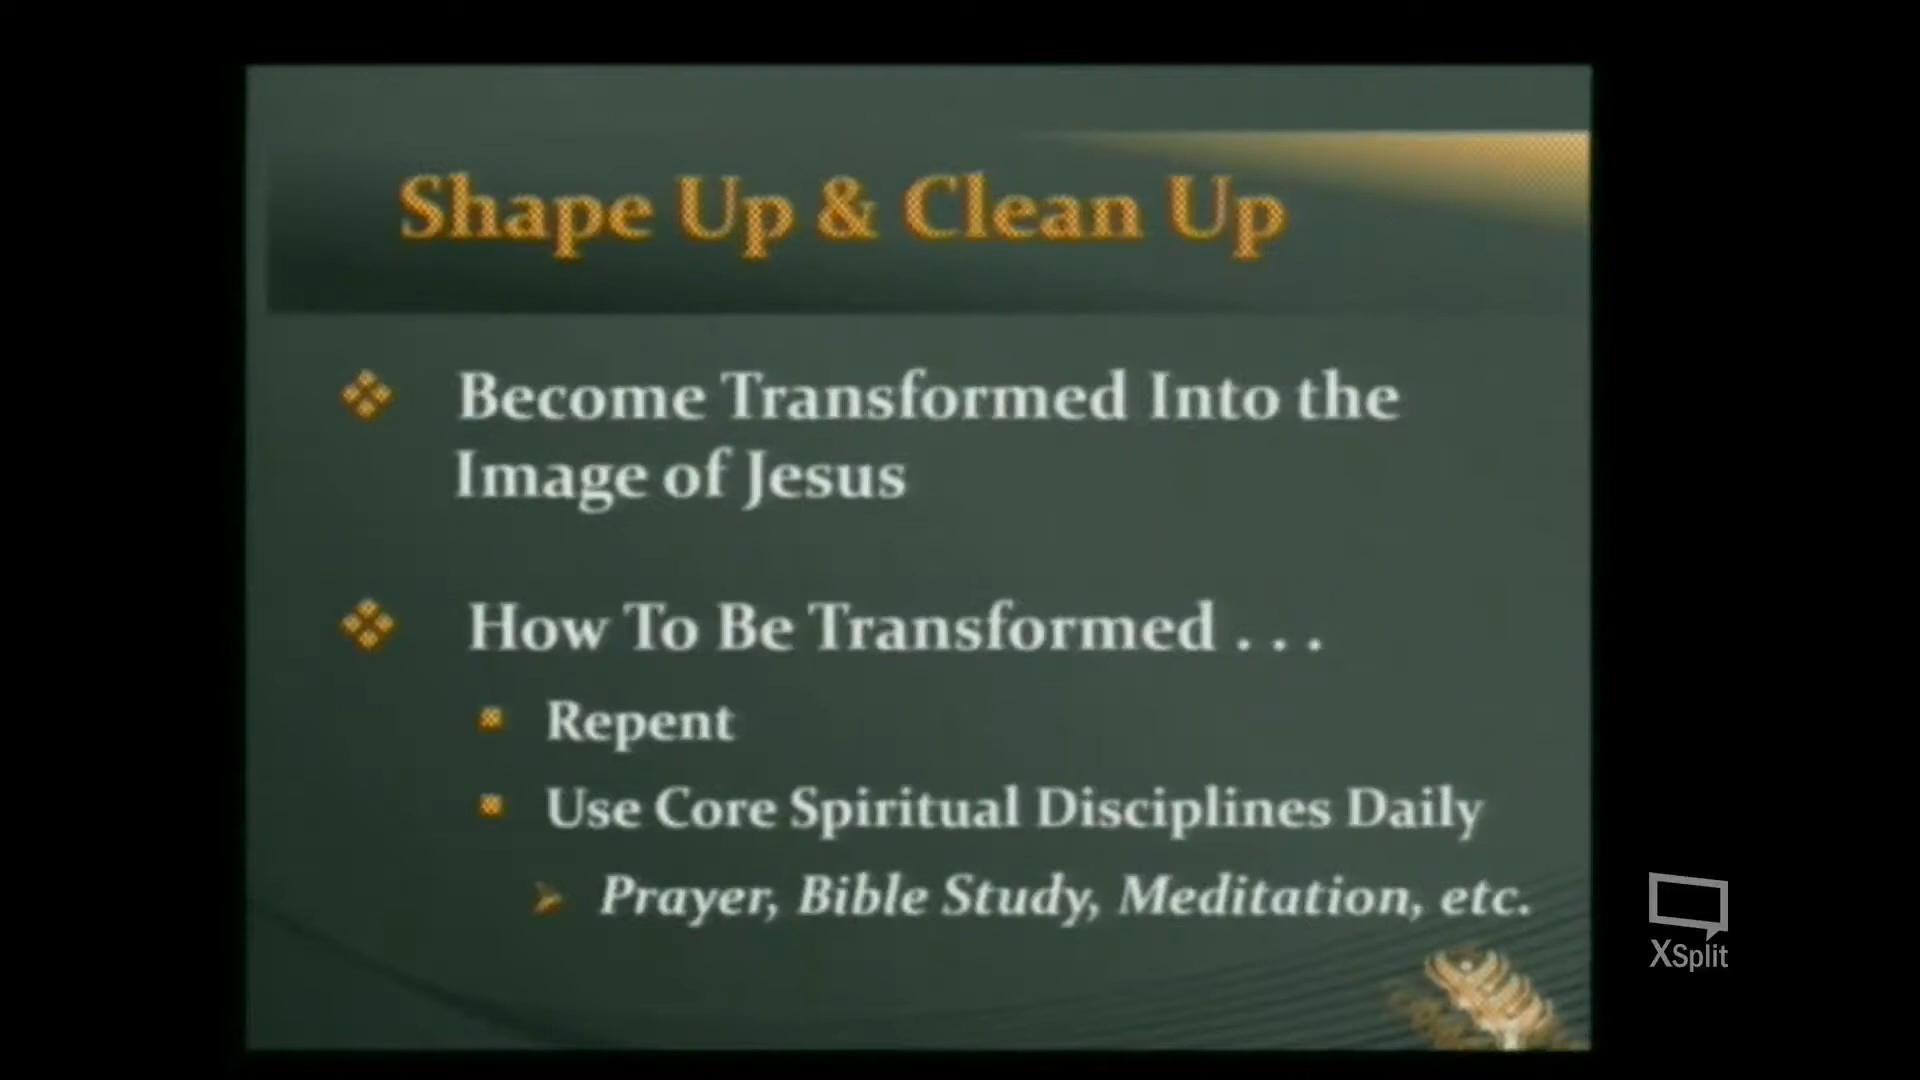 Shape Up & Clean Up
Become Transformed Into the
Image of Jesus
How To Be Transformed . . .
Repent
Use Core Spiritual Disciplines Daily
Prayer, Bible Study, Meditation, etc.
XSplit